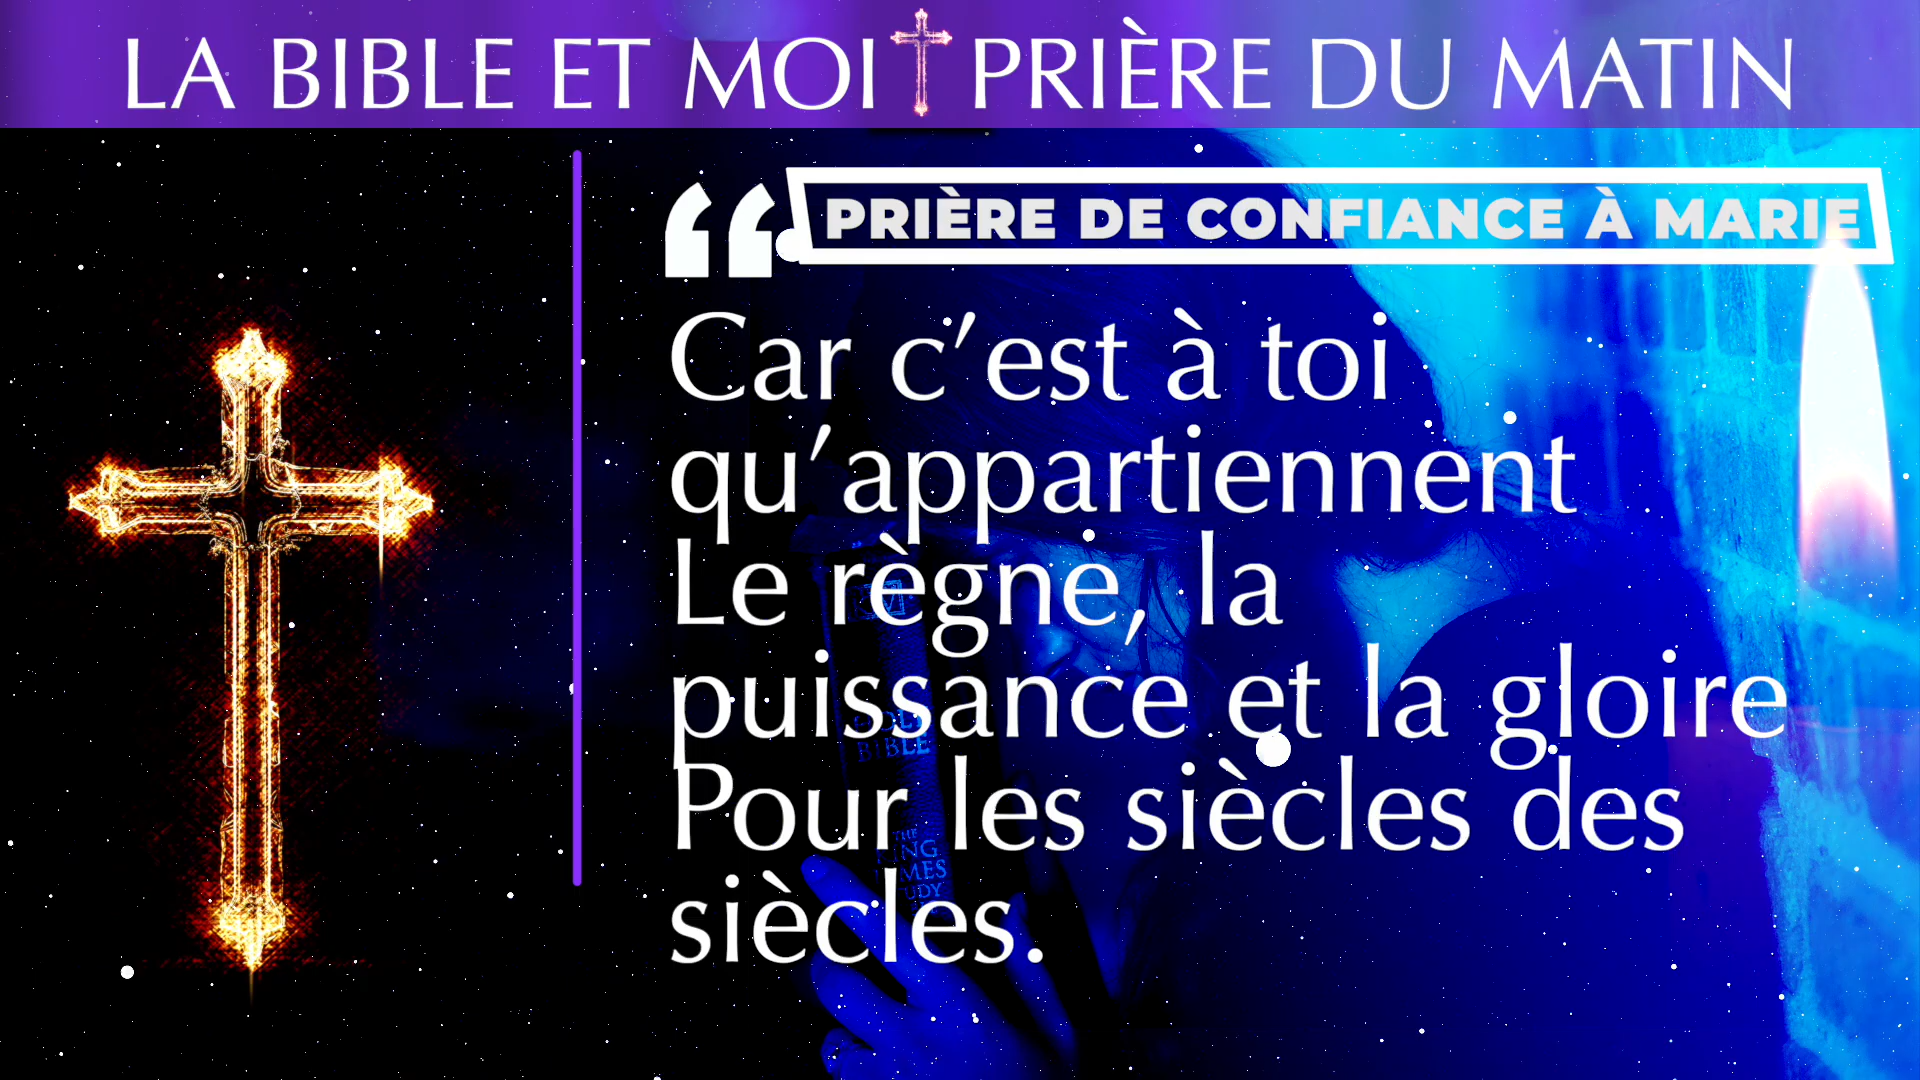 LA BIBLE ET MOI PRIÈRE DU MATIN
PRIÈRE DE CONFIANCE À MARIE
Car c’est à toi
qu’appartiennent
Le règne, la
puissance et la gloire
Pour les siècles des
siècles.
BIBLE